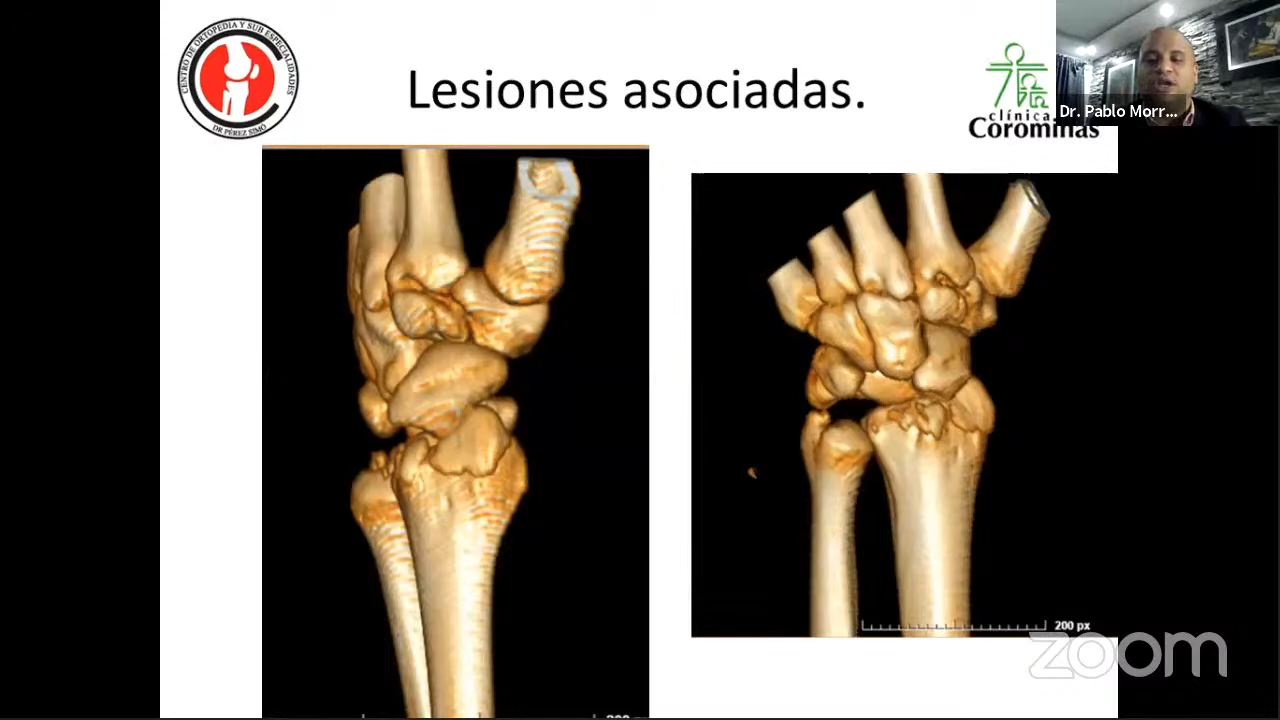 CENTRO DE ORTOPEDIA Y SUB ESPECIALIDADES
DR PÉREZ SIMÓ
Lesiones asociadas.
clínica
Corominas
Dr. Pablo Morr...
200 px
zoom